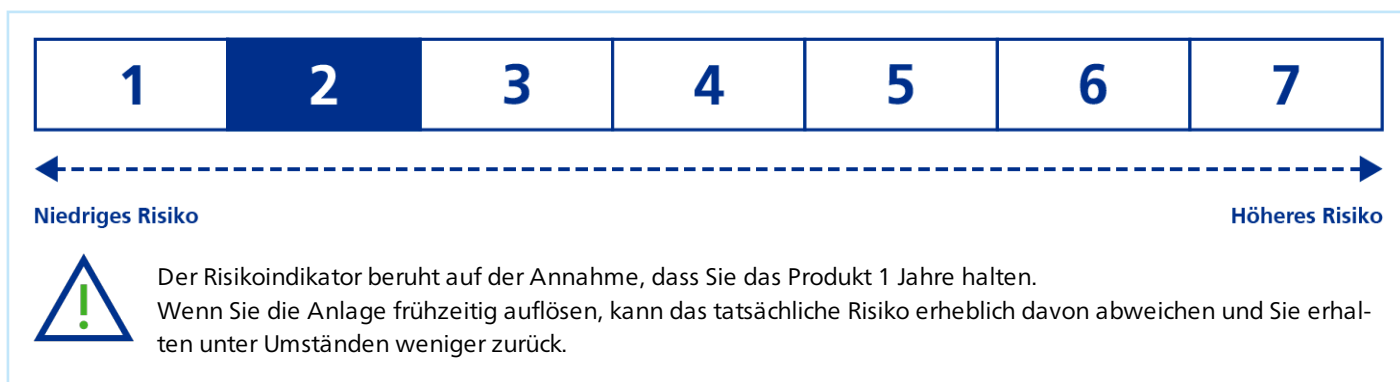 1 2 3 4 5 6 7
Niedriges Risiko Höheres Risiko
Der Risikoindikator beruht auf der Annahme, dass Sie das Produkt 1 Jahre halten.
Wenn Sie die Anlage frühzeitig auflösen, kann das tatsächliche Risiko erheblich davon abweichen und Sie erhal-
ten unter Umständen weniger zurück.